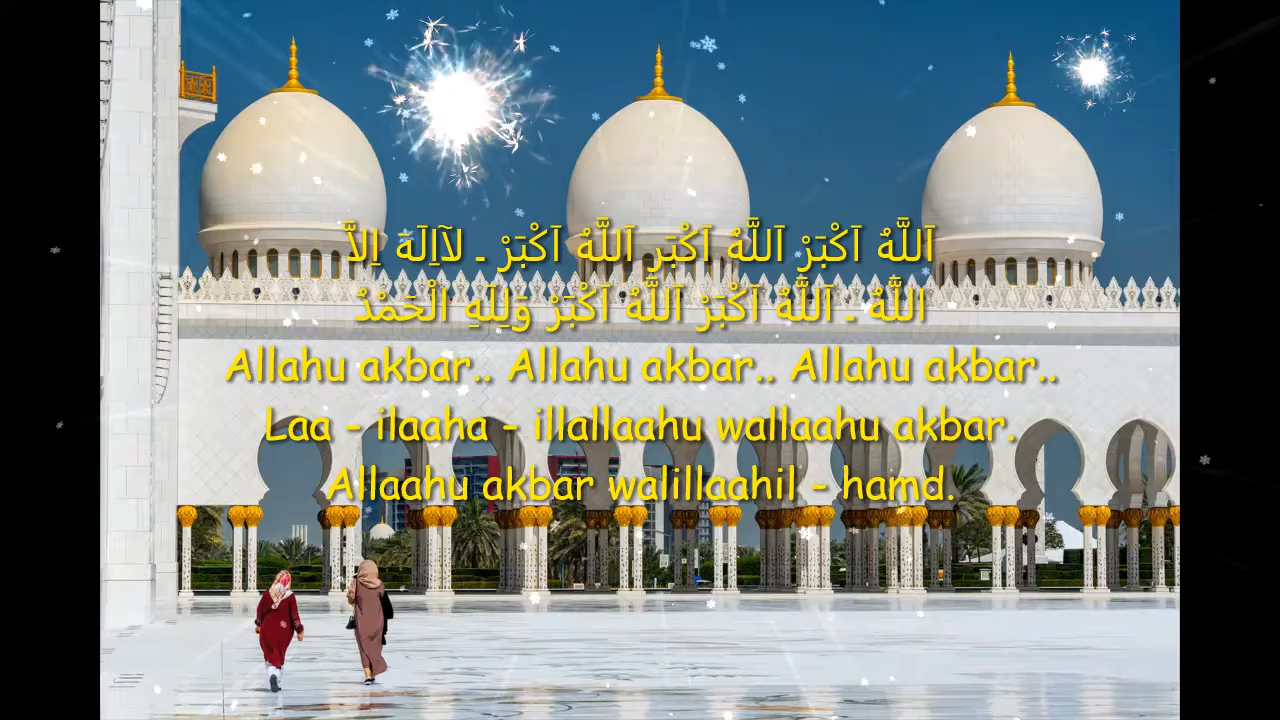 اَللَّهُ اَكْبَرْ اَللَّهُ اَكْبَر اَللَّهُ اَكْبَرْ ـ لآاِلَهَ اِلاَّ
اللَّهُ ـ اَللَّهُ اَكْبَرْ اَللَّهُ اَكْبَرْ وَلِلَهِ الْحَمْدُ
Allahu akbar.. Allahu akbar.. Allahu akbar..
Laa - ilaaha - illallaahu wallaahu akbar.
Allaahu akbar walillaahil - hamd.